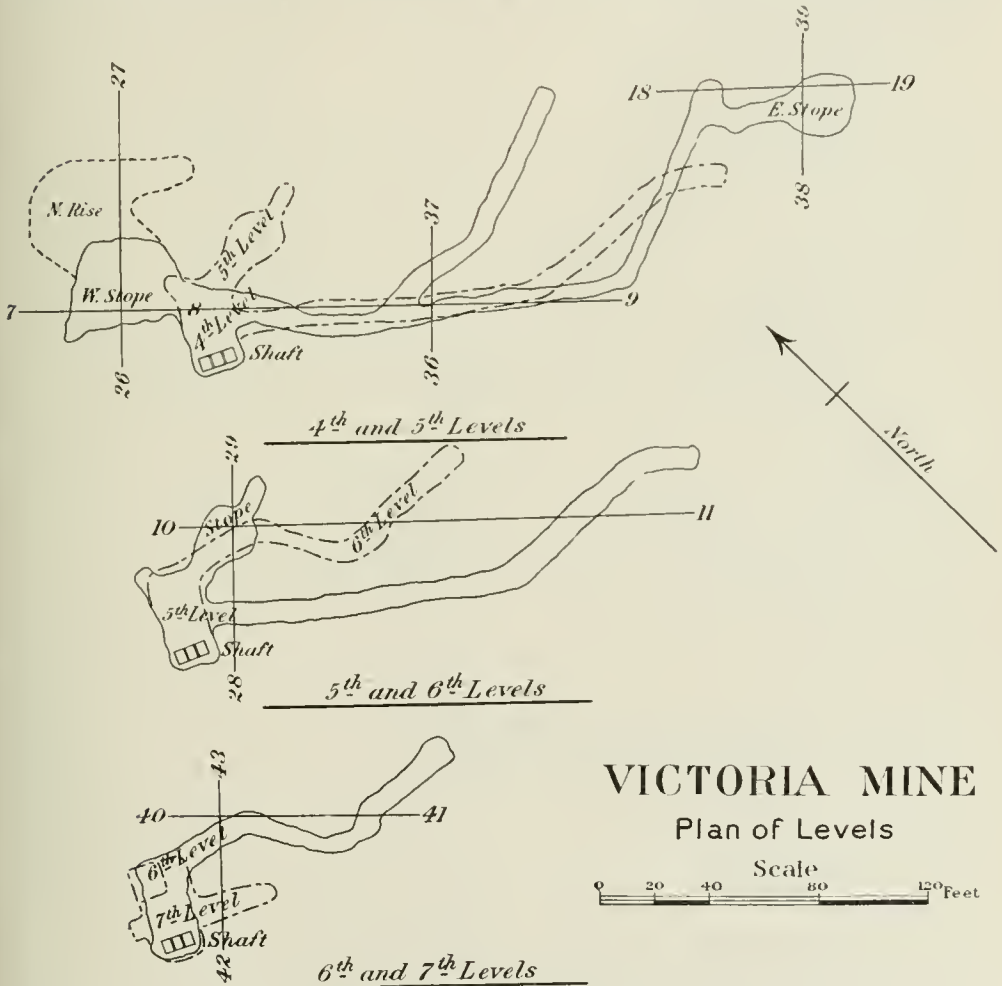 39
27
18
19
E. Stope
38
N. Rise
5th Level
37
W. Stope
7
8
9
4th Level
Shaft
26
36
4th and 5th Levels
North
29
10
Stope
6th Level
11
5th Level
Shaft
28
5th and 6th Levels
43
40
41
6th Level
7th Level
Shaft
42
6th and 7th Levels
VICTORIA MINE
Plan of Levels
Scale
0 20 40 80 120 Feet